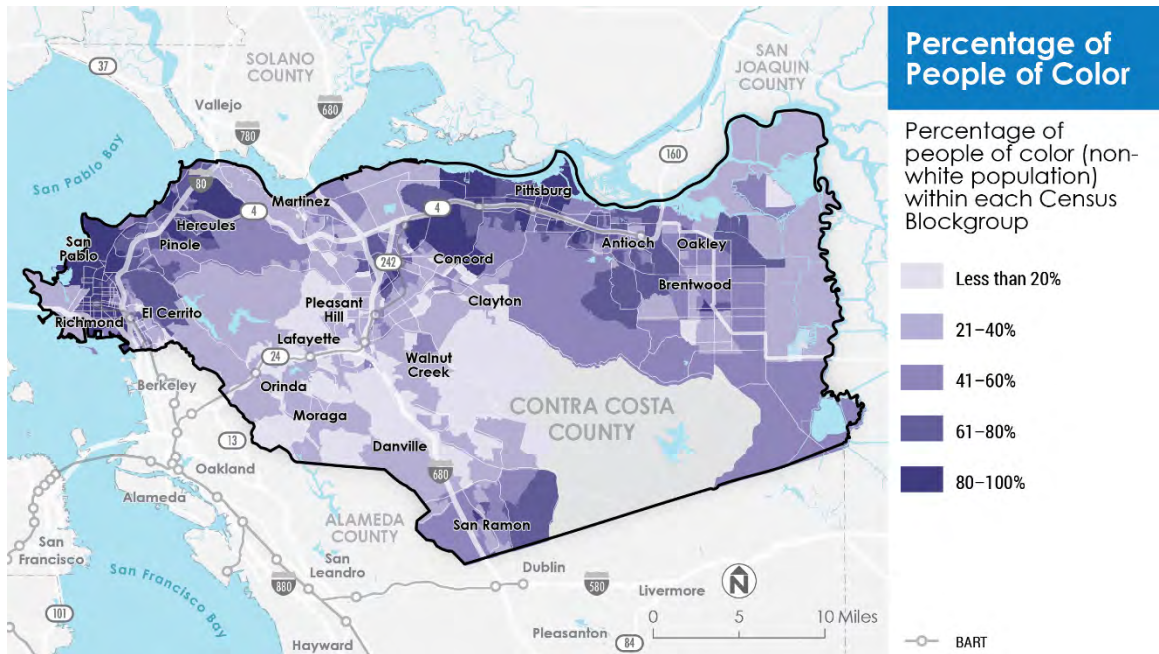 Percentage of
People of Color
Percentage of
people of color (non-
white population)
within each Census
Blockgroup
Less than 20%
21–40%
41–60%
61–80%
80–100%
BART
SOLANO
COUNTY
SAN
JOAQUIN
COUNTY
37
Vallejo
680
780
160
San Pablo Bay
80
Martinez
Pittsburg
4
4
Hercules
San
Pablo
Pinole
Antioch
Oakley
242
Concord
Brentwood
Clayton
Pleasant
Hill
El Cerrito
Richmond
Lafayette
24
Walnut
Creek
Berkeley
Orinda
Moraga
CONTRA COSTA
COUNTY
13
Danville
Oakland
680
Alameda
ALAMEDA
COUNTY
San Ramon
San
Francisco
San
Leandro
Dublin
San Francisco Bay
880
580
Livermore
N
101
0 5 10 Miles
Hayward
Pleasanton
84